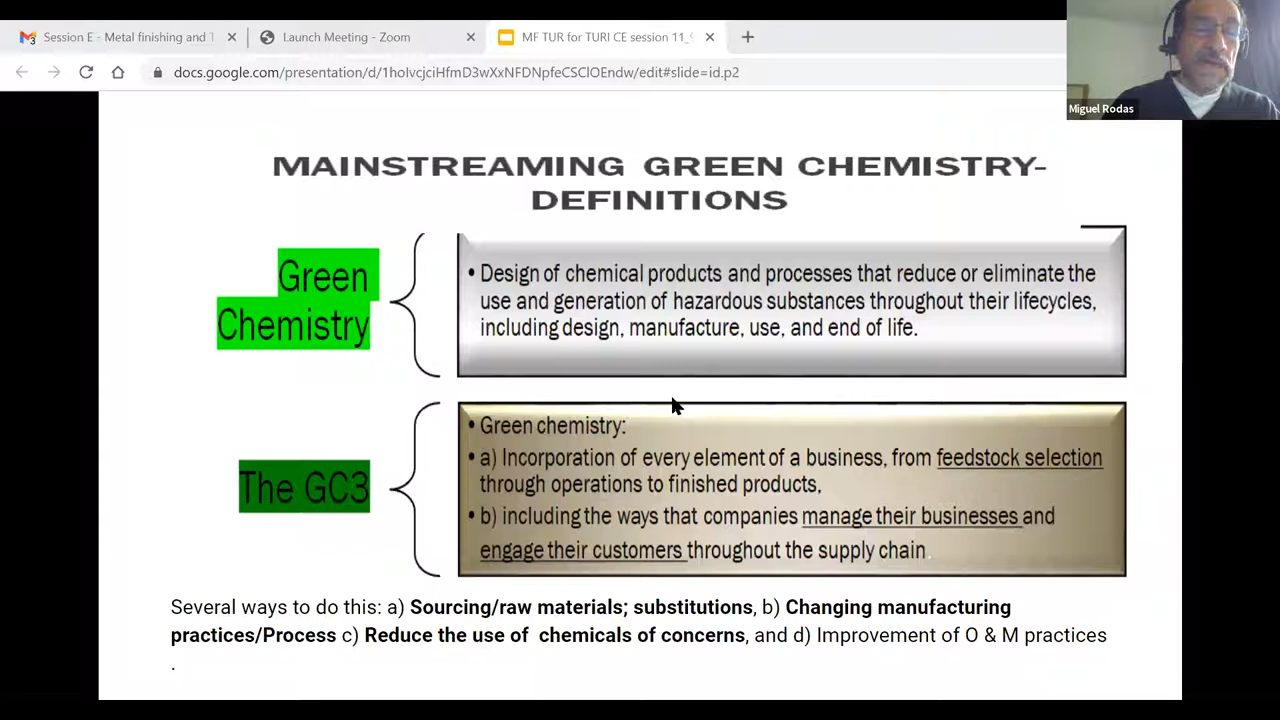 Session E - Metal finishing and
Launch Meeting - Zoom
MF TUR for TURI CE session 11_
docs.google.com/presentation/d/1hoIvcjciHfmD3wXxNFDNpfeCSClOEndw/edit#slide=id.p2
Miguel Rodas
MAINSTREAMING GREEN CHEMISTRY-
DEFINITIONS
Green
Chemistry
• Design of chemical products and processes that reduce or eliminate the
use and generation of hazardous substances throughout their lifecycles,
including design, manufacture, use, and end of life.
The GC3
• Green chemistry:
• a) Incorporation of every element of a business, from feedstock selection
through operations to finished products,
• b) including the ways that companies manage their businesses and
engage their customers throughout the supply chain.
Several ways to do this: a) Sourcing/raw materials; substitutions, b) Changing manufacturing
practices/Process c) Reduce the use of chemicals of concerns, and d) Improvement of O & M practices
.